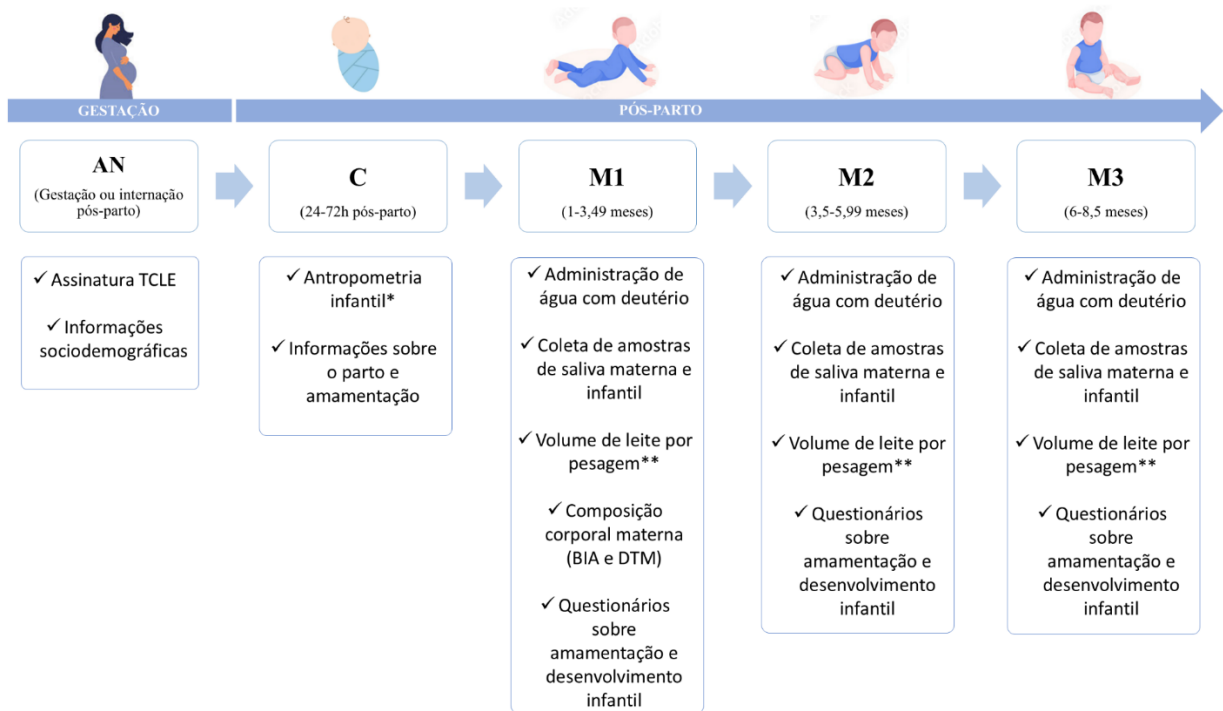 GESTAÇÃO
PÓS-PARTO
AN
(Gestação ou internação
pós-parto)
C
(24-72h pós-parto)
M1
(1-3,49 meses)
M2
(3,5-5,99 meses)
M3
(6-8,5 meses)
✓ Assinatura TCLE
✓ Informações
sociodemográficas
✓ Antropometria
infantil*
✓ Informações sobre
o parto e
amamentação
✓ Administração de
água com deutério
✓ Coleta de amostras
de saliva materna e
infantil
✓ Volume de leite por
pesagem**
✓ Composição
corporal materna
(BIA e DTM)
✓ Questionários
sobre
amamentação e
desenvolvimento
infantil
✓ Administração de
água com deutério
✓ Coleta de amostras
de saliva materna e
infantil
✓ Volume de leite por
pesagem**
✓ Questionários
sobre
amamentação e
desenvolvimento
infantil
✓ Administração de
água com deutério
✓ Coleta de amostras
de saliva materna e
infantil
✓ Volume de leite por
pesagem**
✓ Questionários
sobre
amamentação e
desenvolvimento
infantil